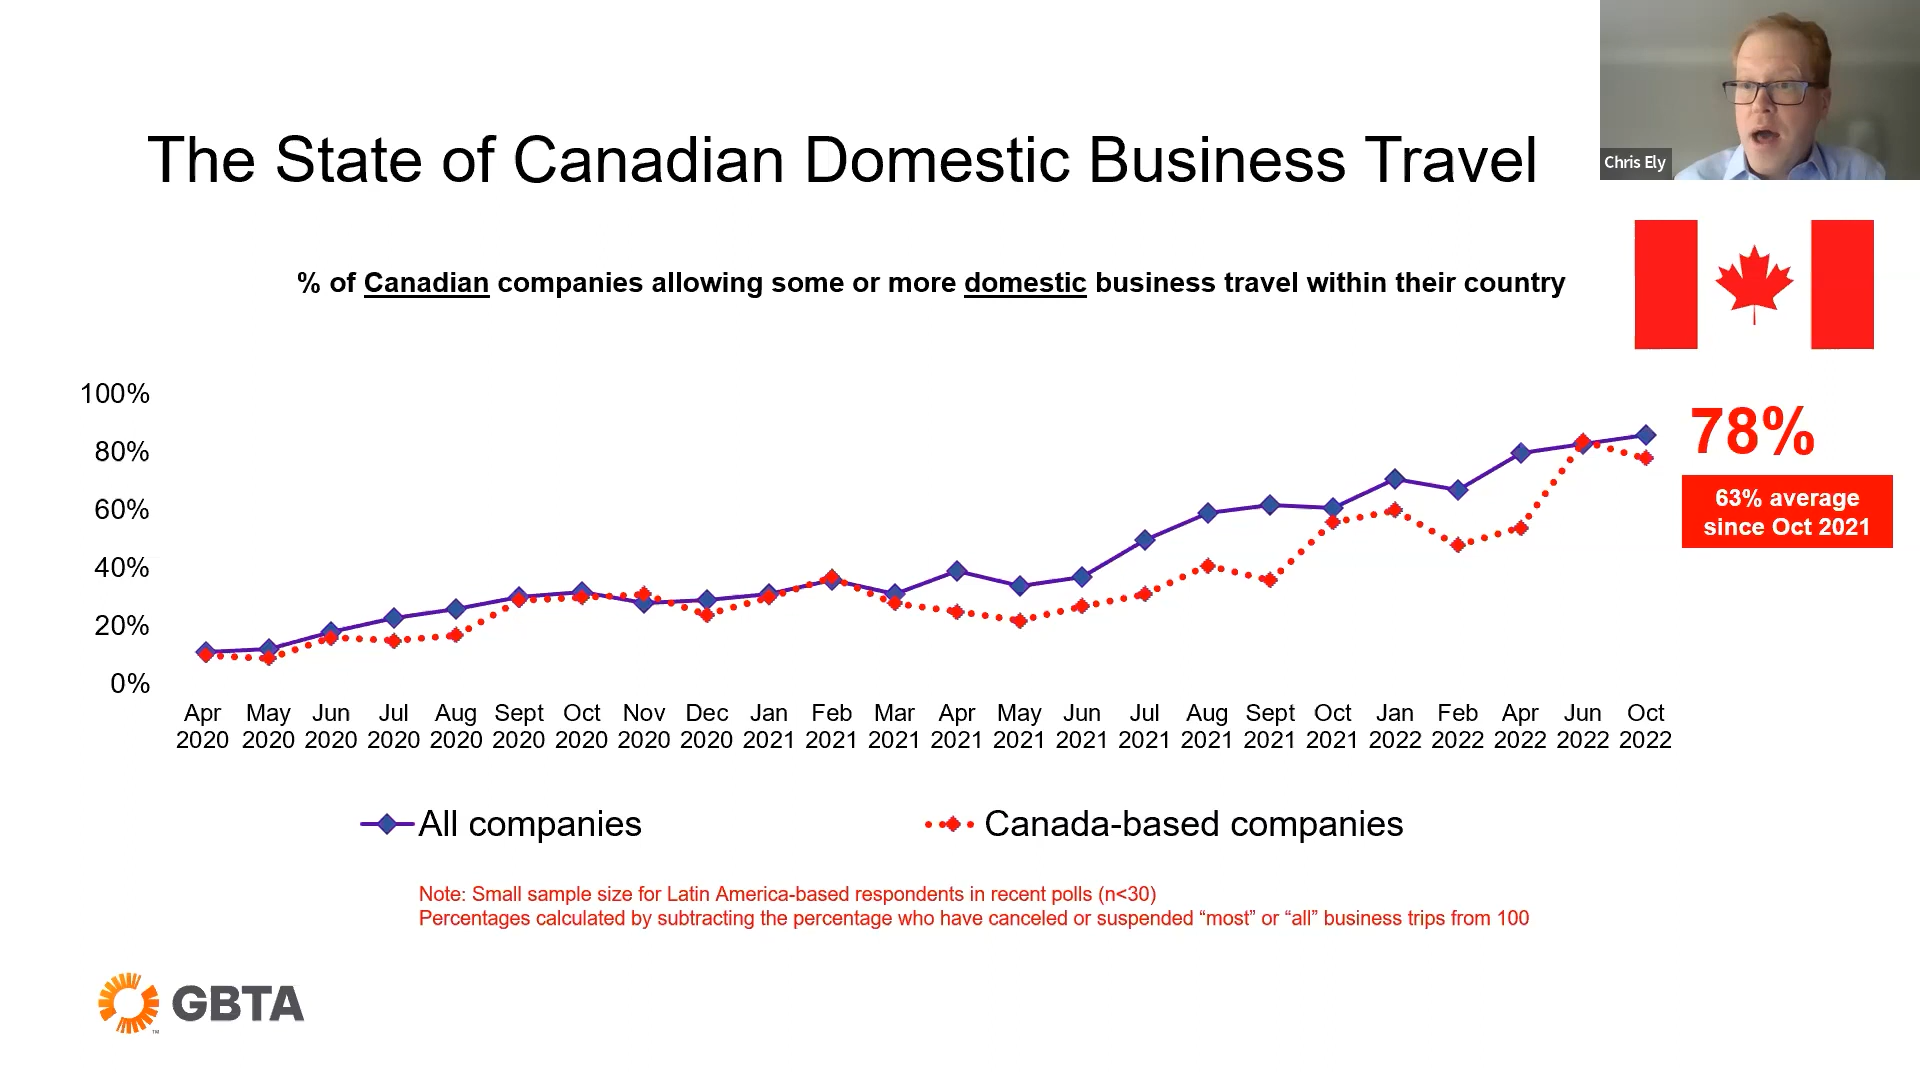 Chris Ely
The State of Canadian Domestic Business Travel
% of Canadian companies allowing some or more domestic business travel within their country
100%
80%
60%
40%
20%
0%
78%
63% average
since Oct 2021
Apr May Jun Jul Aug Sept Oct Nov Dec Jan Feb Mar Apr May Jun Jul Aug Sept Oct Jan Feb Apr Jun Oct
2020 2020 2020 2020 2020 2020 2020 2020 2020 2021 2021 2021 2021 2021 2021 2021 2021 2021 2021 2022 2022 2022 2022 2022
All companies
Canada-based companies
Note: Small sample size for Latin America-based respondents in recent polls (n<30)
Percentages calculated by subtracting the percentage who have canceled or suspended “most” or “all” business trips from 100
GBTA
TM